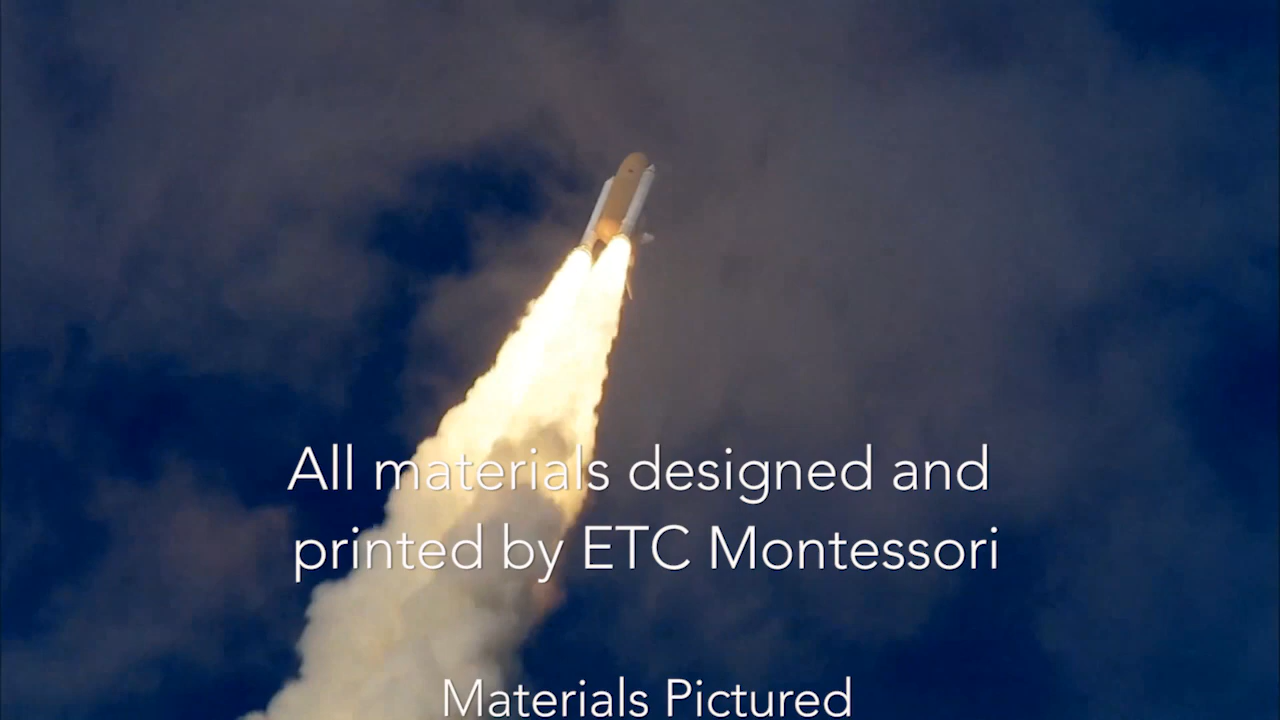 All materials designed and
printed by ETC Montessori
Materials Pictured